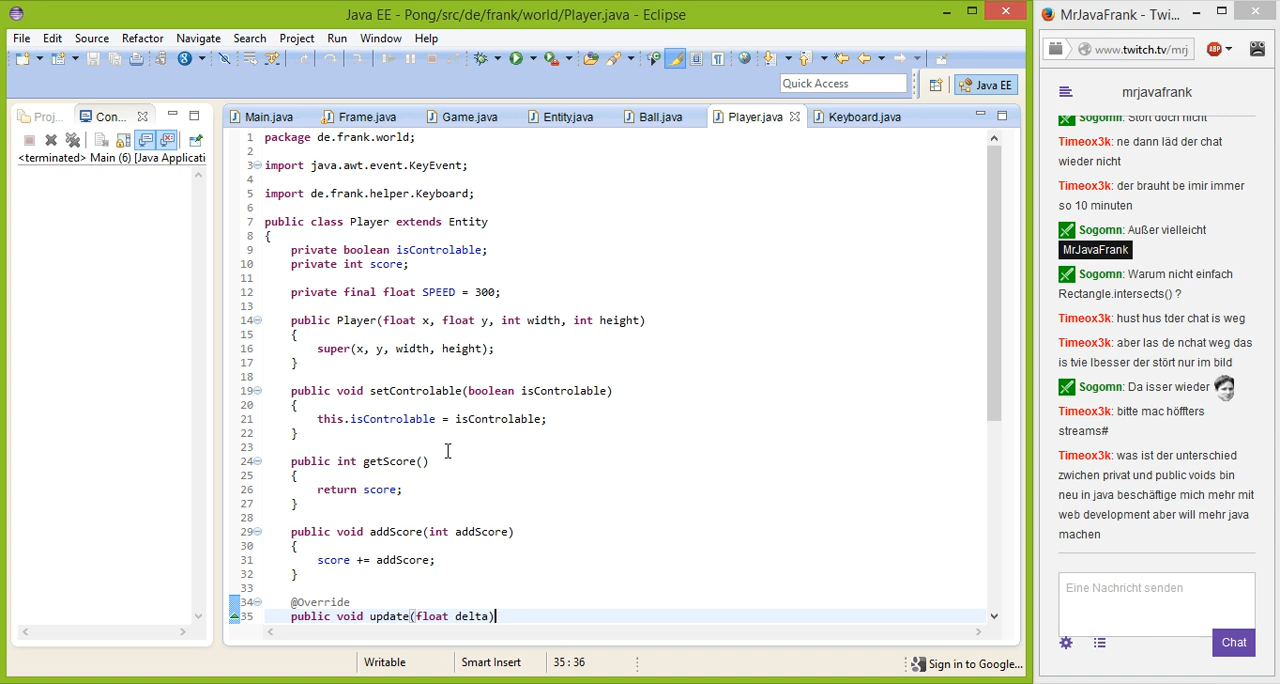 Java EE - Pong/src/de/frank/world/Player.java - Eclipse
File Edit Source Refactor Navigate Search Project Run Window Help
Quick Access
Java EE
Proj...
Con...
<terminated> Main (6) [Java Applicati
Main.java
Frame.java
Game.java
Entity.java
Ball.java
Player.java
Keyboard.java
1 package de.frank.world;
2
3 import java.awt.event.KeyEvent;
4
5 import de.frank.helper.Keyboard;
6
7 public class Player extends Entity
8 {
9 private boolean isControlable;
10 private int score;
11
12 private final float SPEED = 300;
13
14 public Player(float x, float y, int width, int height)
15 {
16 super(x, y, width, height);
17 }
18
19 public void setControlable(boolean isControlable)
20 {
21 this.isControlable = isControlable;
22 }
23
24 public int getScore()
25 {
26 return score;
27 }
28
29 public void addScore(int addScore)
30 {
31 score += addScore;
32 }
33
34 @Override
35 public void update(float delta)
Writable
Smart Insert
35 : 36
Sign in to Google...
MrJavaFrank - Twi...
www.twitch.tv/mrj
ABP
mrjavafrank
Sogomn: Stört doch nicht
Timeox3k: ne dann läd der chat
wieder nicht
Timeox3k: der brauht be imir immer
so 10 minuten
Sogomn: Außer vielleicht
MrJavaFrank
Sogomn: Warum nicht einfach
Rectangle.intersects() ?
Timeox3k: hust hus tder chat is weg
Timeox3k: aber las de nchat weg das
is tvie lbesser der stört nur im bild
Sogomn: Da isser wieder
Timeox3k: bitte mac höffters
streams#
Timeox3k: was ist der unterschied
zwichen privat und public voids bin
neu in java beschäftige mich mehr mit
web development aber will mehr java
machen
Eine Nachricht senden
Chat